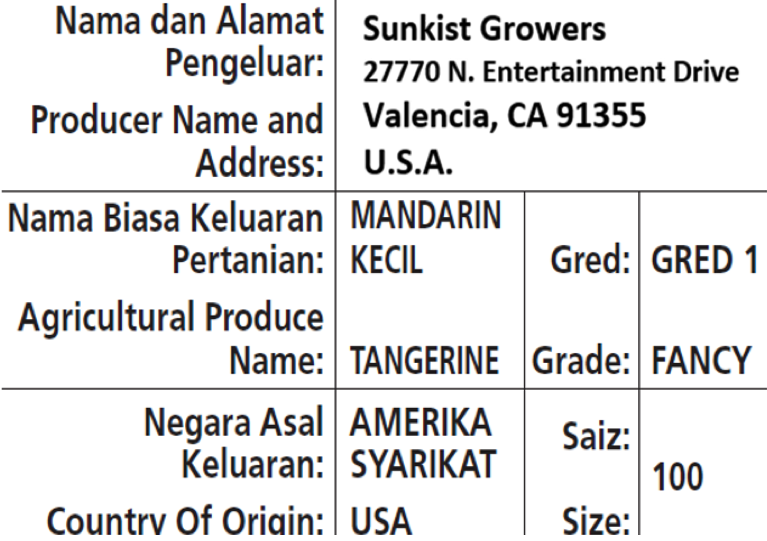 Nama dan Alamat
Pengeluar:
Producer Name and
Address:
Sunkist Growers
27770 N. Entertainment Drive
Valencia, CA 91355
U.S.A.
Nama Biasa Keluaran
Pertanian:
MANDARIN
KECIL
Gred: GRED 1
Agricultural Produce
Name:
TANGERINE
Grade: FANCY
Negara Asal
Keluaran:
AMERIKA
SYARIKAT
Saiz:
100
Country Of Origin:
USA
Size: